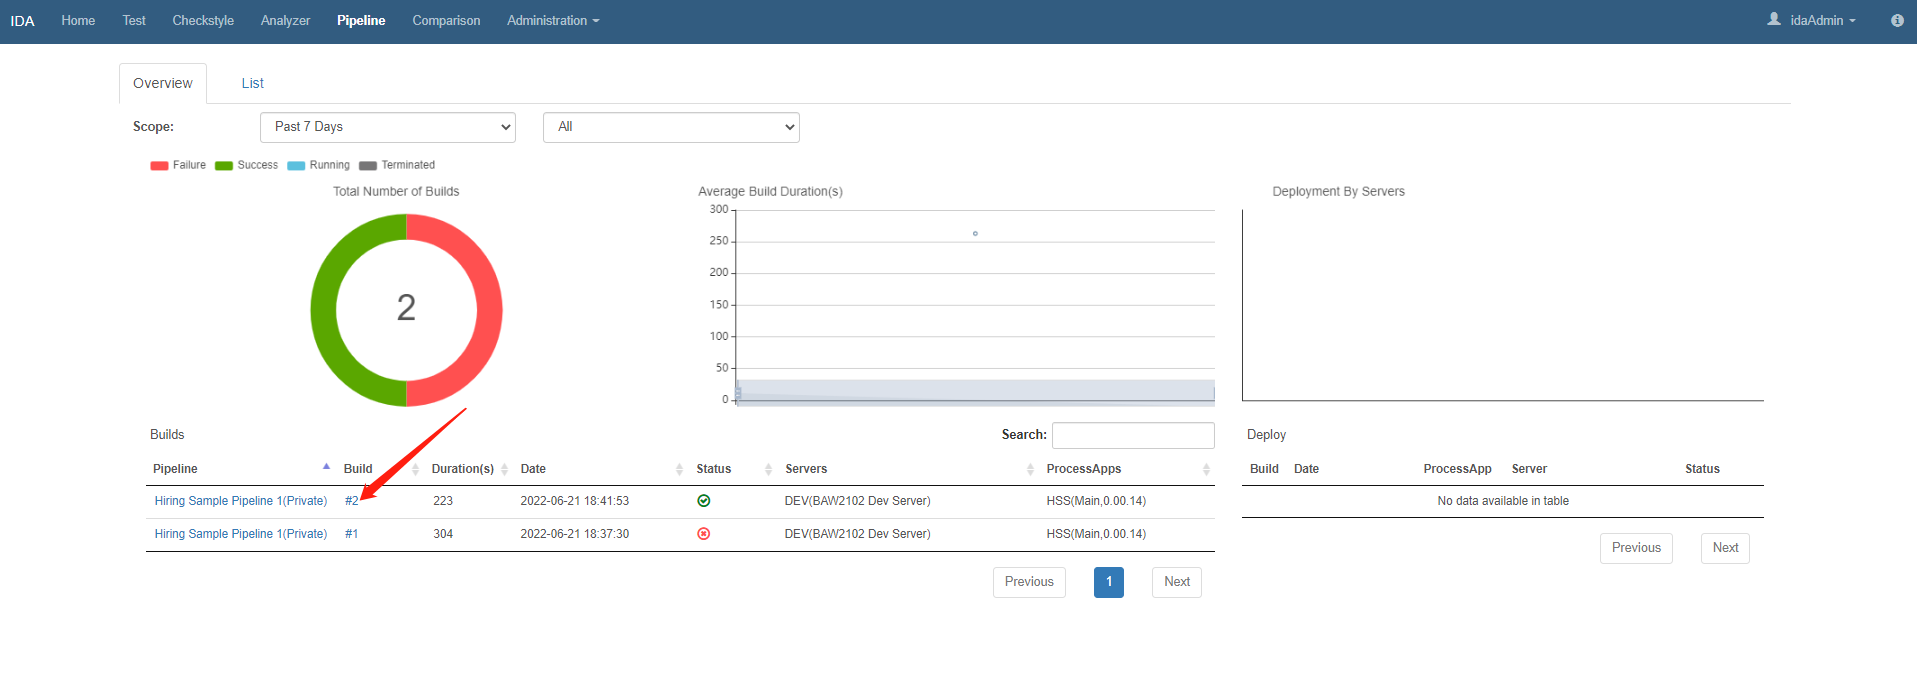 IDA Home Test Checkstyle Analyzer Pipeline Comparison Administration idaAdmin
Overview List
Scope: Past 7 Days All
Failure Success Running Terminated
Total Number of Builds
2
Average Build Duration(s)
300
250
200
150
100
50
0
Deployment By Servers
Builds Search:
Pipeline Build Duration(s) Date Status Servers ProcessApps
Hiring Sample Pipeline 1(Private) #2 223 2022-06-21 18:41:53 DEV(BAW2102 Dev Server) HSS(Main,0.00.14)
Hiring Sample Pipeline 1(Private) #1 304 2022-06-21 18:37:30 DEV(BAW2102 Dev Server) HSS(Main,0.00.14)
Previous 1 Next
Deploy
Build Date ProcessApp Server Status
No data available in table
Previous Next